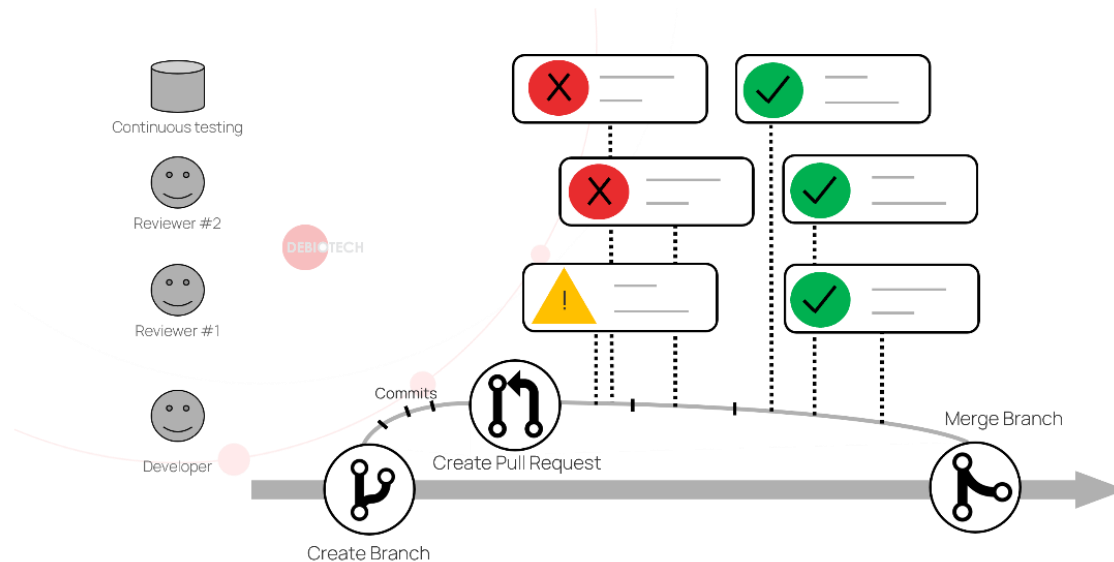 Continuous testing
Reviewer #2
DEBIOTECH
Reviewer #1
Commits
Developer
Create Pull Request
Merge Branch
Create Branch